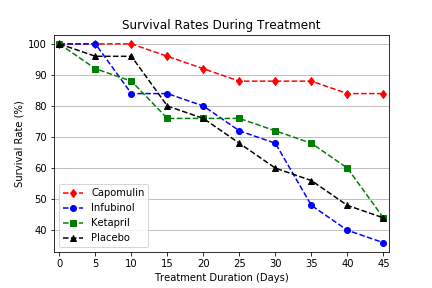 Survival Rates During Treatment
Survival Rate (%)
100
90
80
70
60
50
40
Capomulin
Infubinol
Ketapril
Placebo
0 5 10 15 20 25 30 35 40 45
Treatment Duration (Days)